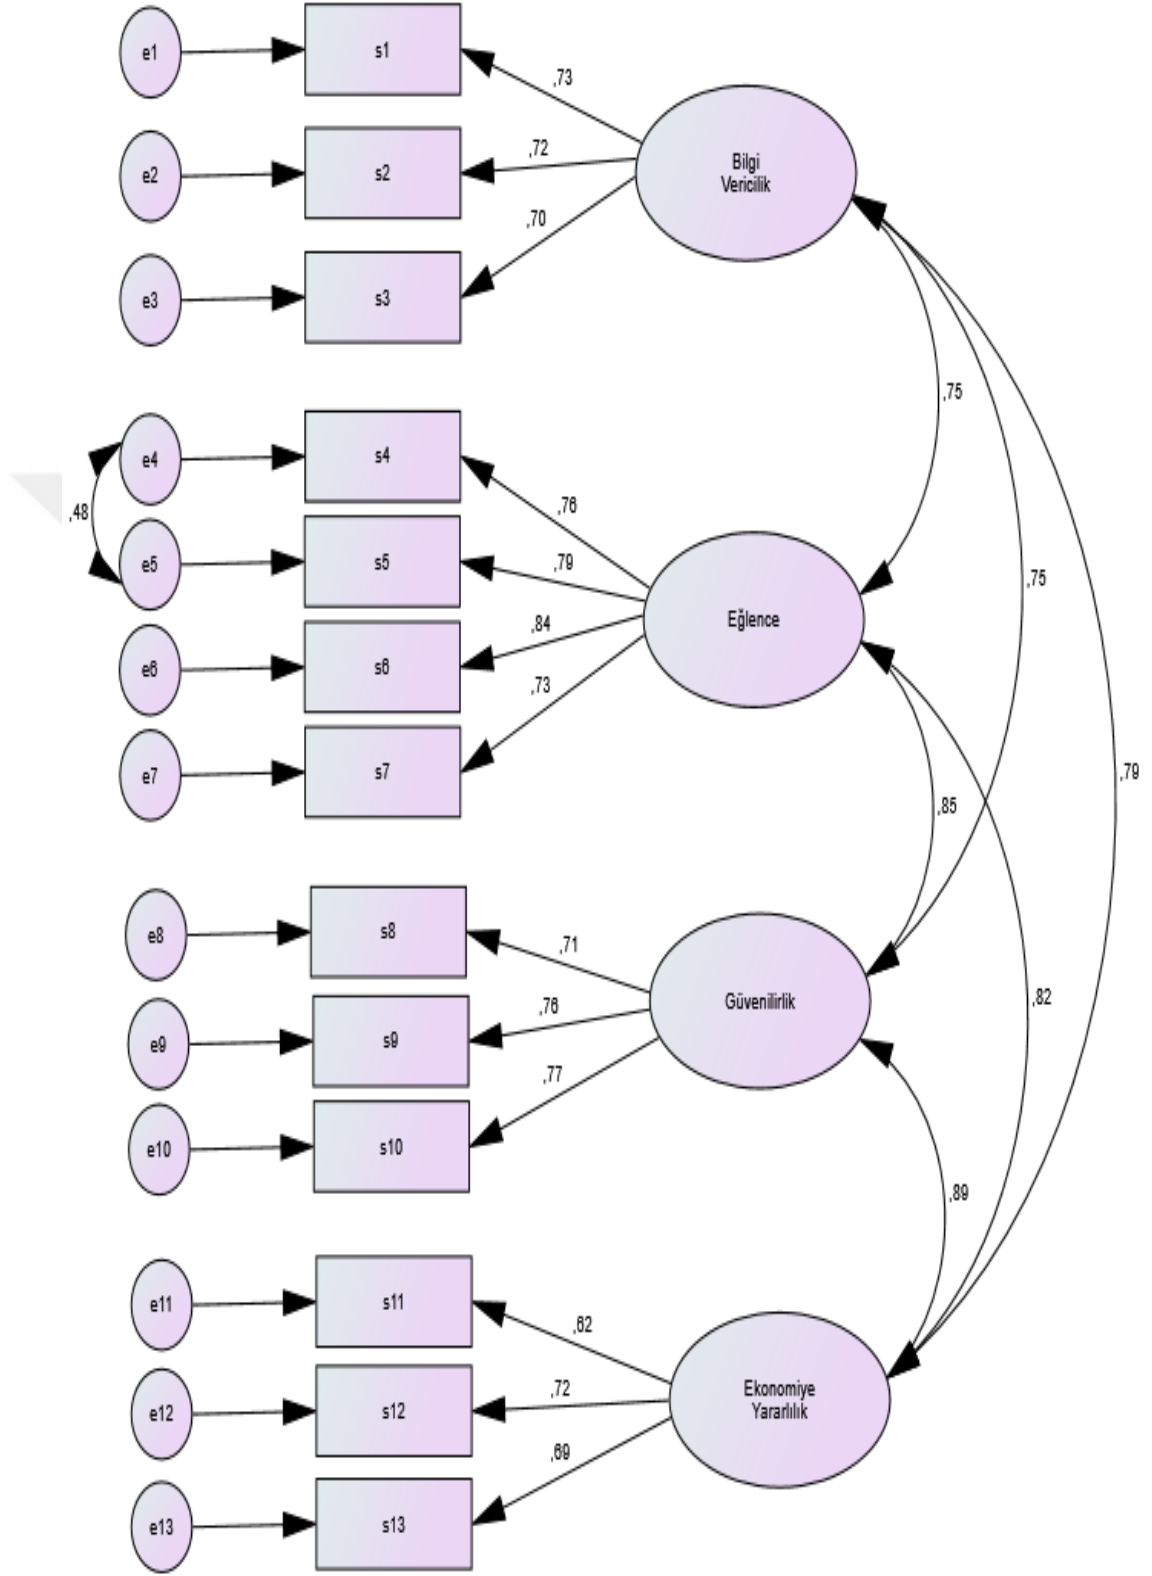 e1
s1
,73
Bilgi
Vericilik
e2
s2
,72
e3
s3
,70
,75
e4
s4
,76
,48
e5
s5
,79
,75
Eğlence
e6
s6
,84
e7
s7
,73
,79
,85
e8
s8
,71
Güvenilirlik
,82
e9
s9
,76
e10
s10
,77
,89
e11
s11
,62
Ekonomiye
Yararlılık
e12
s12
,72
e13
s13
,69